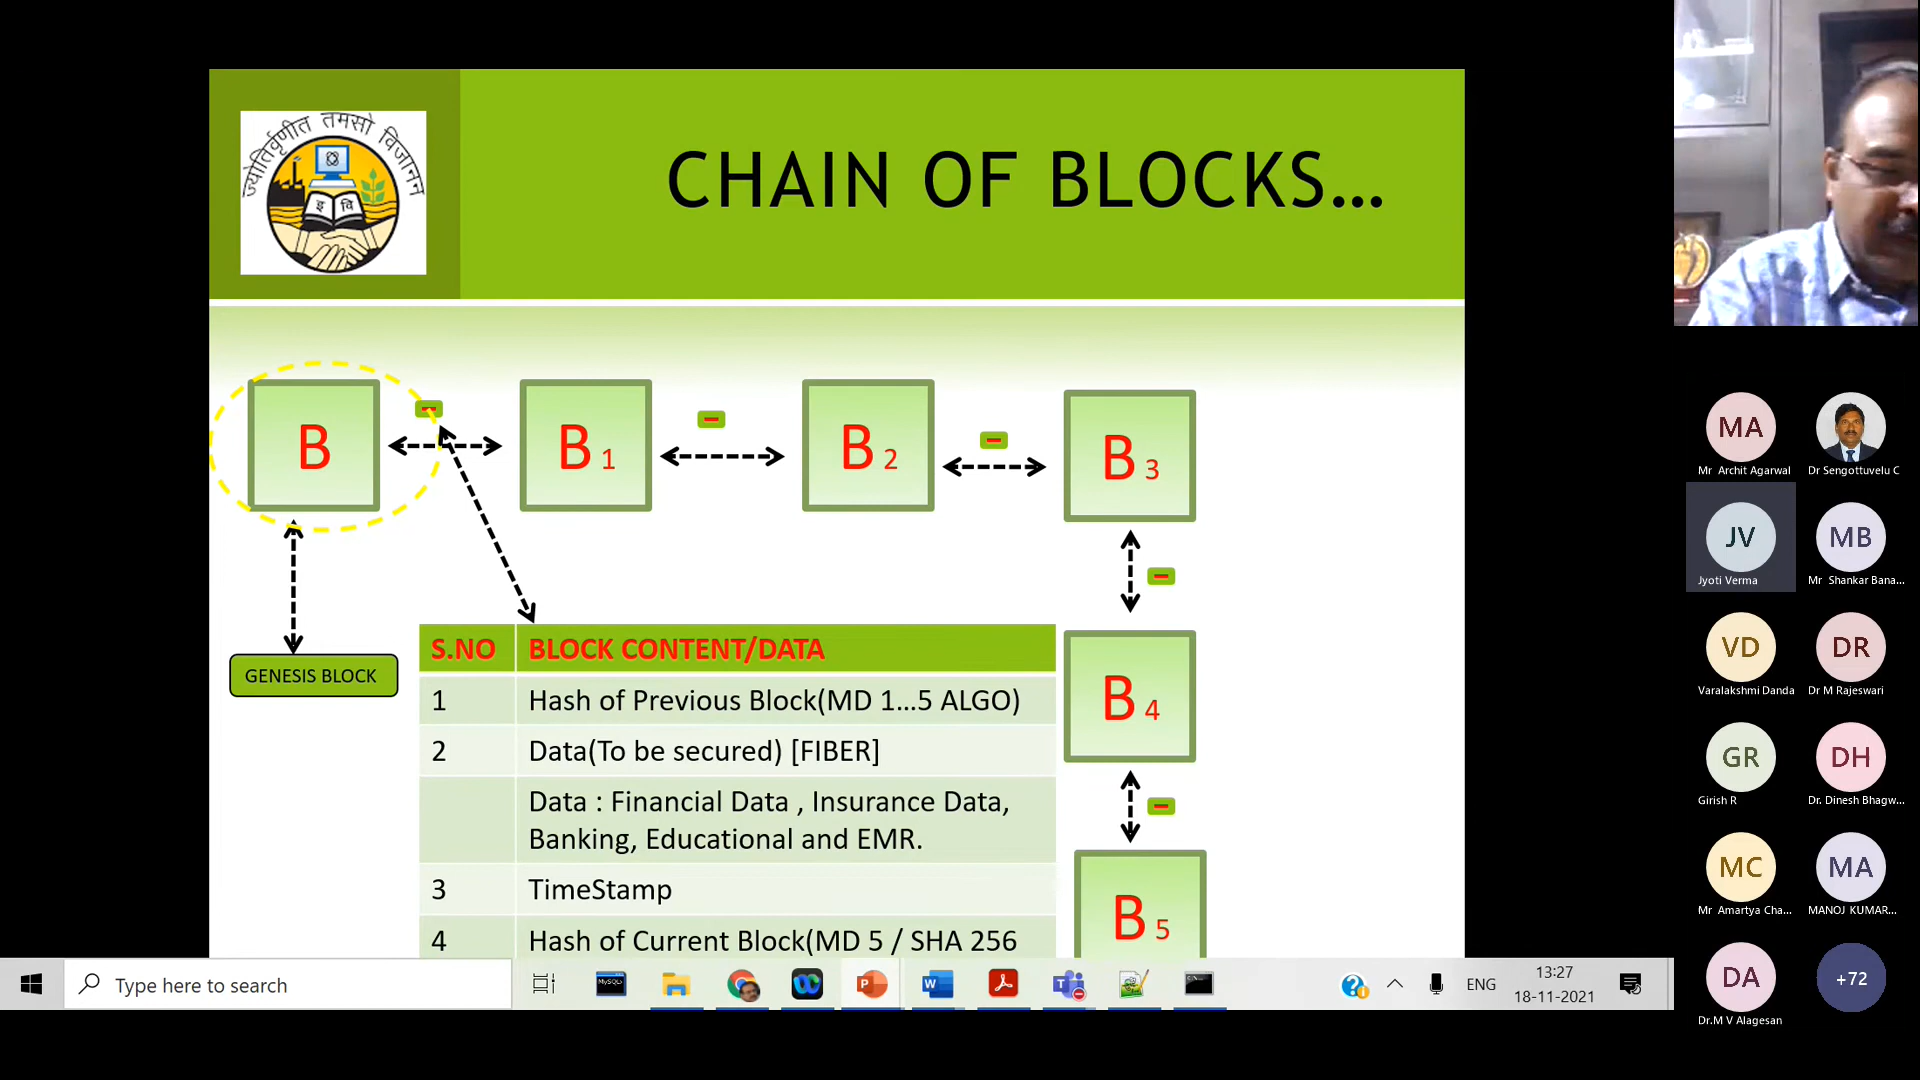 ज्योतिर्वृणीत तमसो विजानन
इ वि
CHAIN OF BLOCKS...
B
B 1
B 2
B 3
GENESIS BLOCK
S.NO BLOCK CONTENT/DATA
1 Hash of Previous Block(MD 1...5 ALGO)
2 Data(To be secured) [FIBER]
Data : Financial Data , Insurance Data,
Banking, Educational and EMR.
3 TimeStamp
4 Hash of Current Block(MD 5 / SHA 256
B 4
B 5
MA
Mr Archit Agarwal
Dr Sengottuvelu C
JV
Jyoti Verma
MB
Mr Shankar Bana...
VD
Varalakshmi Danda
DR
Dr M Rajeswari
GR
Girish R
DH
Dr. Dinesh Bhagw...
MC
Mr Amartya Cha...
MA
MANOJ KUMAR...
DA
Dr.M V Alagesan
+72
Type here to search
MySQL
P
W
T
ENG
13:27
18-11-2021